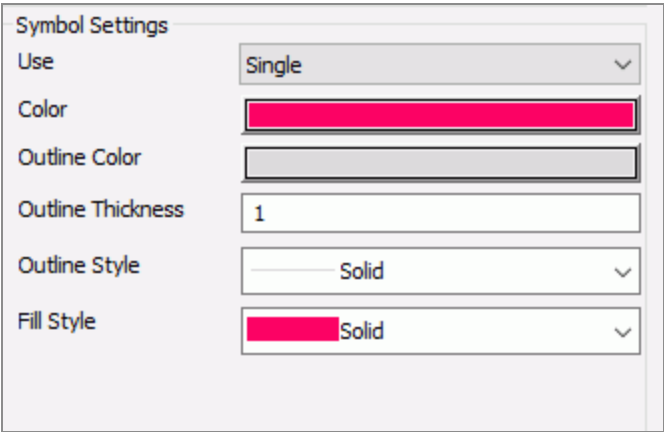 Symbol Settings
Use Single
Color
Outline Color
Outline Thickness 1
Outline Style Solid
Fill Style Solid